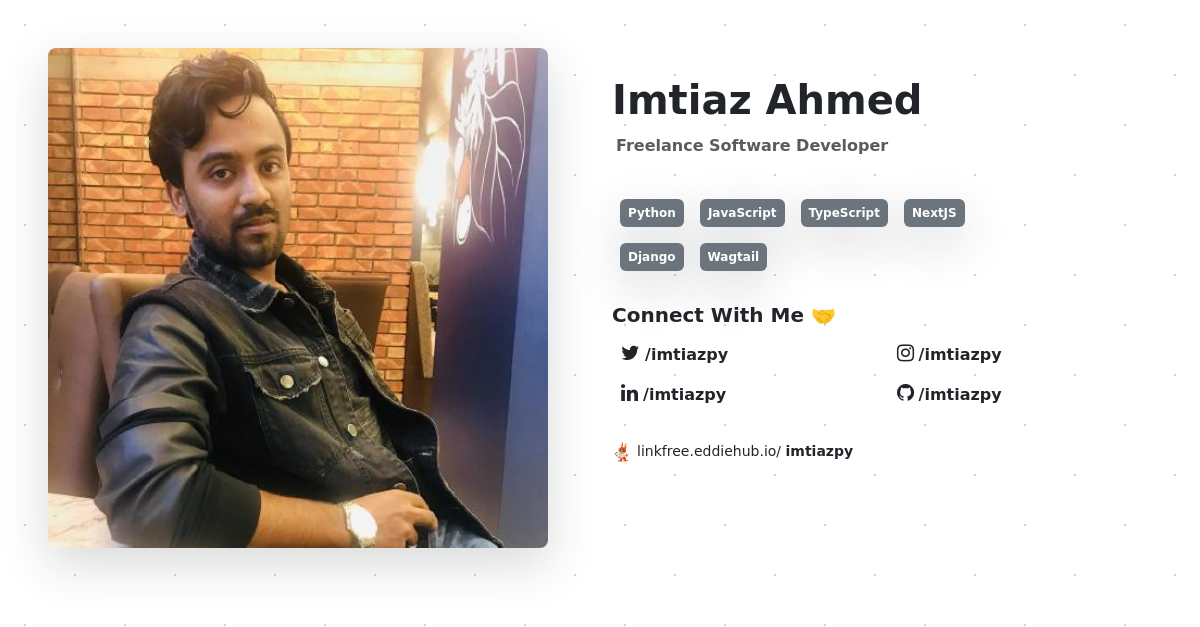 Imtiaz Ahmed
Freelance Software Developer
Python JavaScript TypeScript NextJS
Django Wagtail
Connect With Me 🤝
/imtiazpy /imtiazpy
/imtiazpy /imtiazpy
linkfree.eddiehub.io/ imtiazpy